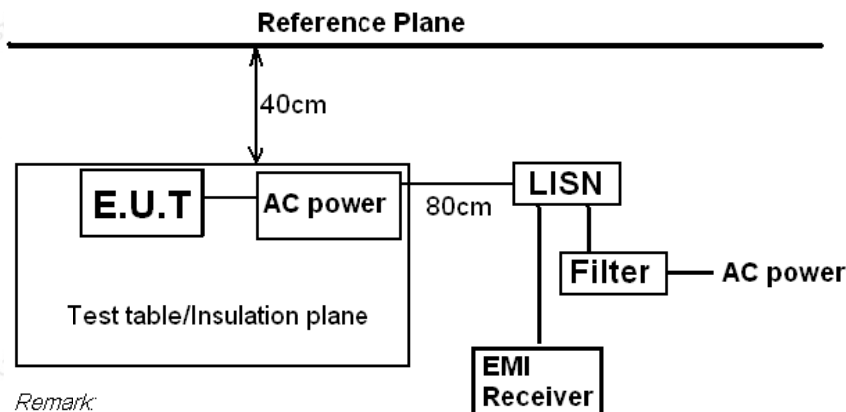 Reference Plane
40cm
E.U.T
AC power
80cm
LISN
Filter
AC power
Test table/Insulation plane
EMI
Receiver
Remark: